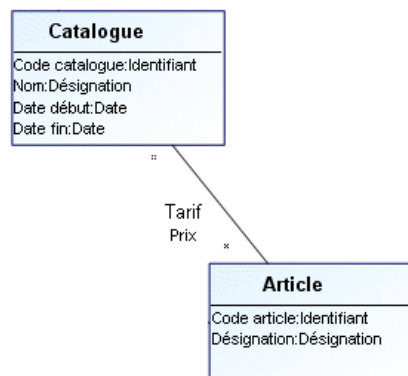 Catalogue
Code catalogue:Identifiant
Nom:Désignation
Date début:Date
Date fin:Date
*
Tarif
Prix
*
Article
Code article:Identifiant
Désignation:Désignation